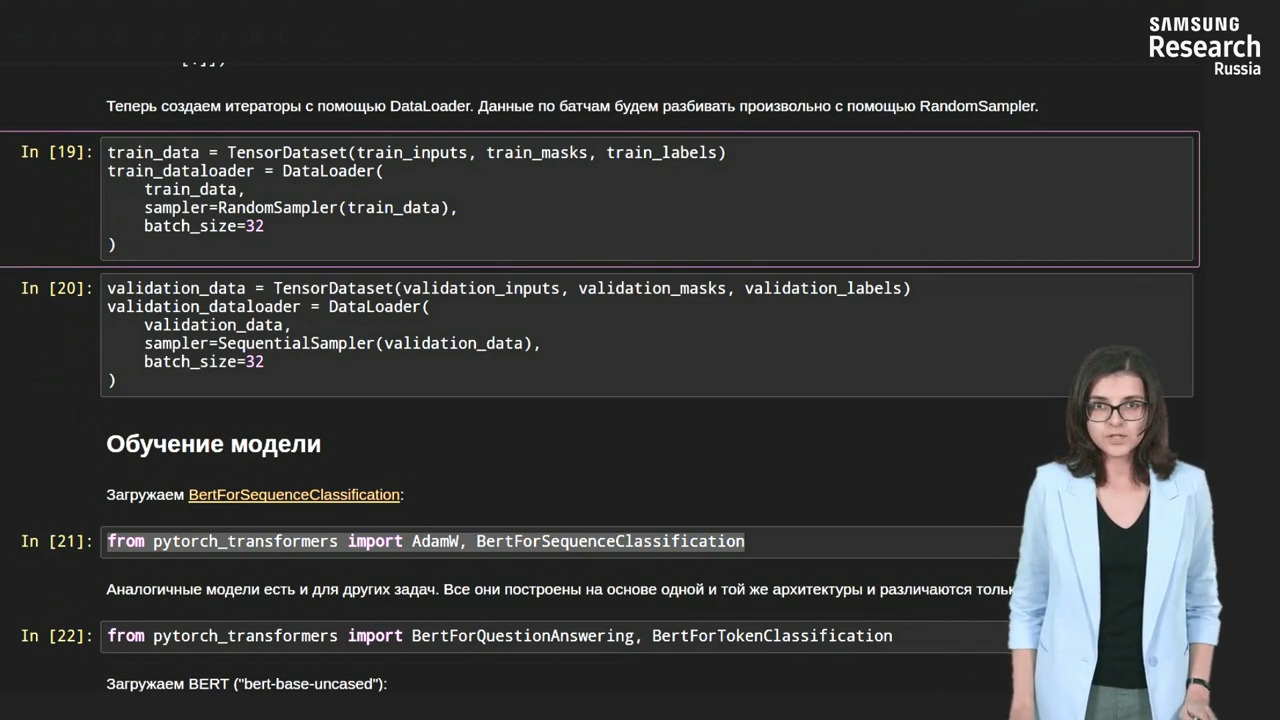 SAMSUNG
Research
Russia
Теперь создаем итераторы с помощью DataLoader. Данные по батчам будем разбивать произвольно с помощью RandomSampler.
In [19]: train_data = TensorDataset(train_inputs, train_masks, train_labels)
train_dataloader = DataLoader(
train_data,
sampler=RandomSampler(train_data),
batch_size=32
)
In [20]: validation_data = TensorDataset(validation_inputs, validation_masks, validation_labels)
validation_dataloader = DataLoader(
validation_data,
sampler=SequentialSampler(validation_data),
batch_size=32
)
Обучение модели
Загружаем BertForSequenceClassification:
In [21]: from pytorch_transformers import AdamW, BertForSequenceClassification
Аналогичные модели есть и для других задач. Все они построены на основе одной и той же архитектуры и различаются
In [22]: from pytorch_transformers import BertForQuestionAnswering, BertForTokenClassification
Загружаем BERT ("bert-base-uncased"):